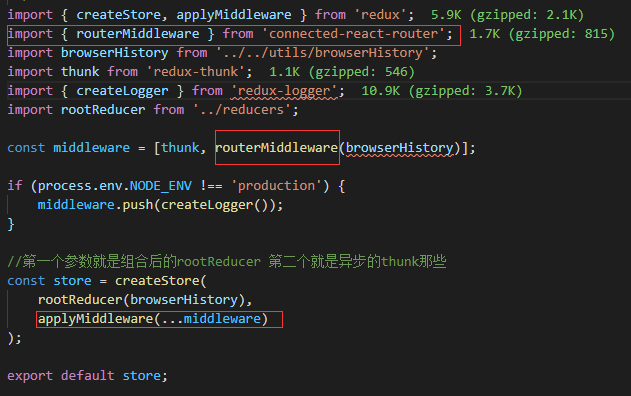 import { createStore, applyMiddleware } from 'redux'; 5.9K (gzipped: 2.1K)
import { routerMiddleware } from 'connected-react-router'; 1.7K (gzipped: 815)
import browserHistory from '../../utils/browserHistory';
import thunk from 'redux-thunk'; 1.1K (gzipped: 546)
import { createLogger } from 'redux-logger'; 10.9K (gzipped: 3.7K)
import rootReducer from '../reducers';
const middleware = [thunk, routerMiddleware(browserHistory)];
if (process.env.NODE_ENV !== 'production') {
    middleware.push(createLogger());
}
//第一个参数就是组合后的rootReducer 第二个就是异步的thunk那些
const store = createStore(
    rootReducer(browserHistory),
    applyMiddleware(...middleware)
);
export default store;